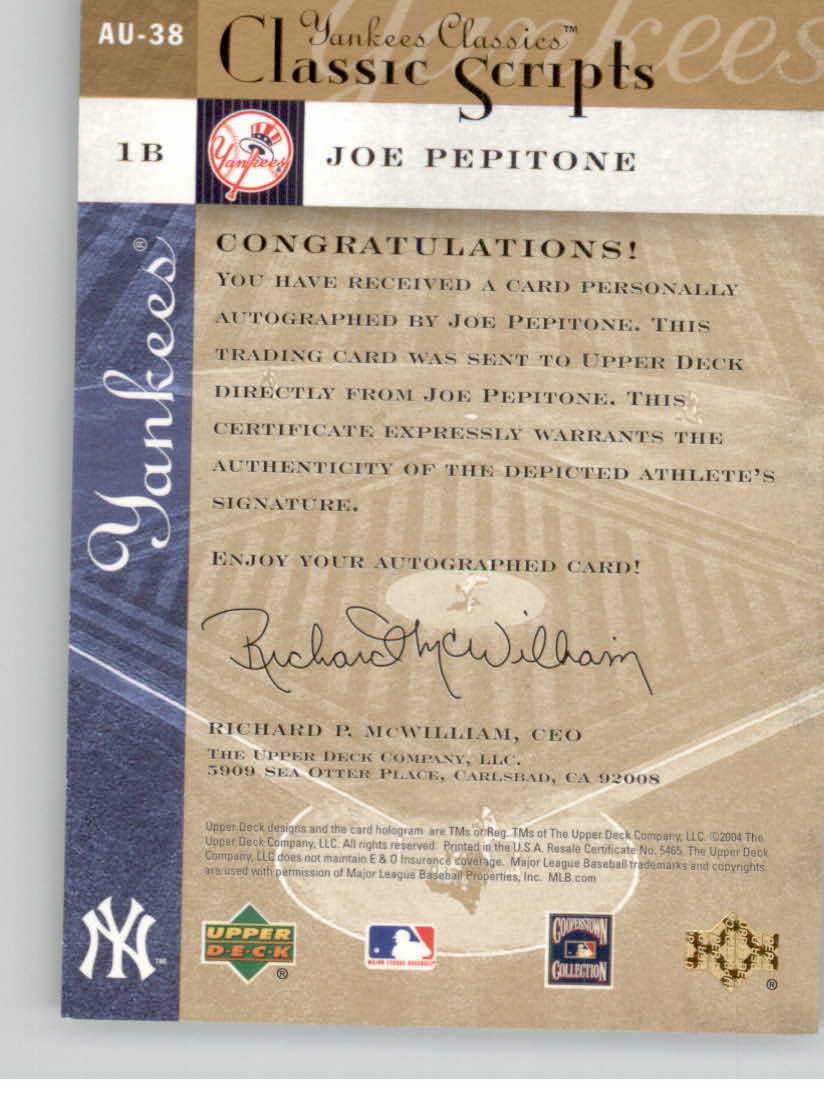 AU-38
Yankees Classics™
Classic Scripts
Yankees
1B
Yankees
JOE PEPITONE
Yankees®
CONGRATULATIONS!
YOU HAVE RECEIVED A CARD PERSONALLY
AUTOGRAPHED BY JOE PEPITONE. THIS
TRADING CARD WAS SENT TO UPPER DECK
DIRECTLY FROM JOE PEPITONE. THIS
CERTIFICATE EXPRESSLY WARRANTS THE
AUTHENTICITY OF THE DEPICTED ATHLETE'S
SIGNATURE.
ENJOY YOUR AUTOGRAPHED CARD!
Richard McWilliam
RICHARD P. MCWILLIAM, CEO
THE UPPER DECK COMPANY, LLC.
5909 SEA OTTER PLACE, CARLSBAD, CA 92008
Upper Deck designs and the card hologram are TMs or Reg. TMs of The Upper Deck Company, LLC. ©2004 The
Upper Deck Company, LLC. All rights reserved. Printed in the U.S.A. Resale Certificate No. 5465. The Upper Deck
Company, LLC does not maintain E & O Insurance coverage. Major League Baseball trademarks and copyrights
are used with permission of Major League Baseball Properties, Inc. MLB.com
NY™
UPPER
D·E·C·K®
MAJOR LEAGUE BASEBALL
COOPERSTOWN
COLLECTION
®